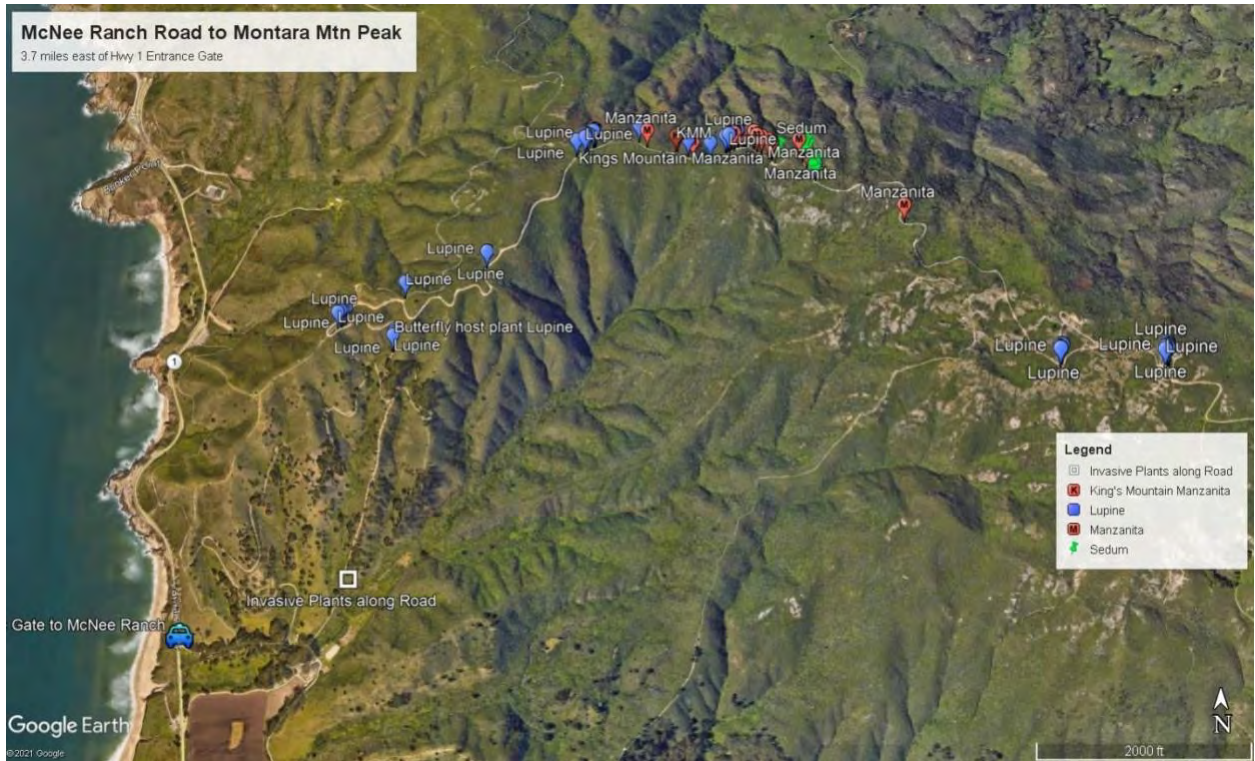 McNee Ranch Road to Montara Mtn Peak
3.7 miles east of Hwy 1 Entrance Gate
Manzanita
Lupine
Sedum
Lupine
Lupine
KMM
Lupine
Lupine
Kings Mountain Manzanita
Manzanita
Manzanita
Manzanita
Lupine
Lupine
Lupine
Lupine
Lupine
Lupine
Butterfly host plant Lupine
Lupine
Lupine
1
Lupine
Lupine
Lupine
Lupine
Lupine
Lupine
Legend
Invasive Plants along Road
K King's Mountain Manzanita
Lupine
M Manzanita
Sedum
Invasive Plants along Road
Gate to McNee Ranch
Google Earth
©2021 Google
N
2000 ft